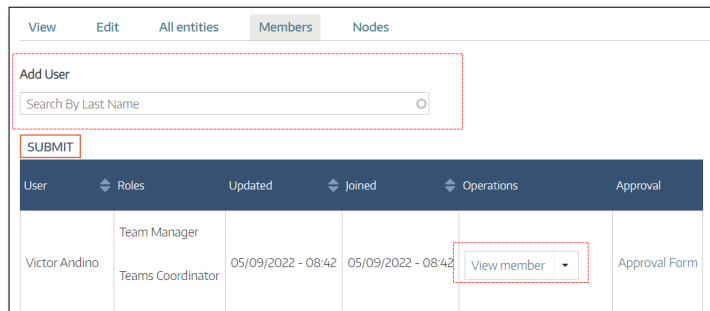 View Edit All entities Members Nodes
Add User
Search By Last Name
SUBMIT
User Roles Updated Joined Operations Approval
Team Manager
Victor Andino 05/09/2022 - 08:42 05/09/2022 - 08:42 View member Approval Form
Teams Coordinator